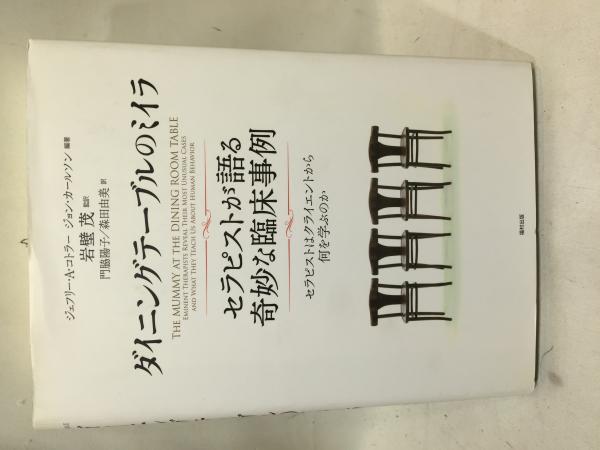 ジェフリー・A・コトラー ジョン・カールソン 編著
岩壁 茂 監訳
門脇陽子/森田由美 訳
ダイニングテーブルのミイラ
THE MUMMY AT THE DINING ROOM TABLE
EMINENT THERAPISTS REVEAL THEIR MOST UNUSUAL CASES
AND WHAT THEY TEACH US ABOUT HUMAN BEHAVIOR
セラピストが語る
奇妙な臨床事例
セラピストはクライエントから
何を学ぶのか
福村出版